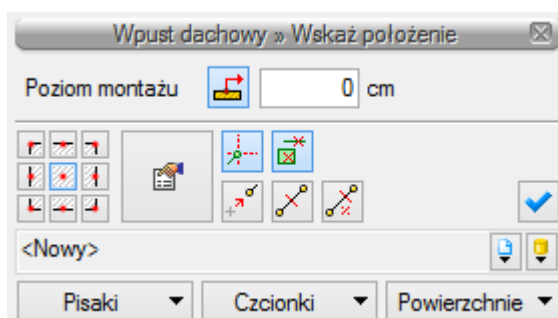 Wpust dachowy » Wskaż położenie
Poziom montażu 0 cm
<Nowy>
Pisaki Czcionki Powierzchnie